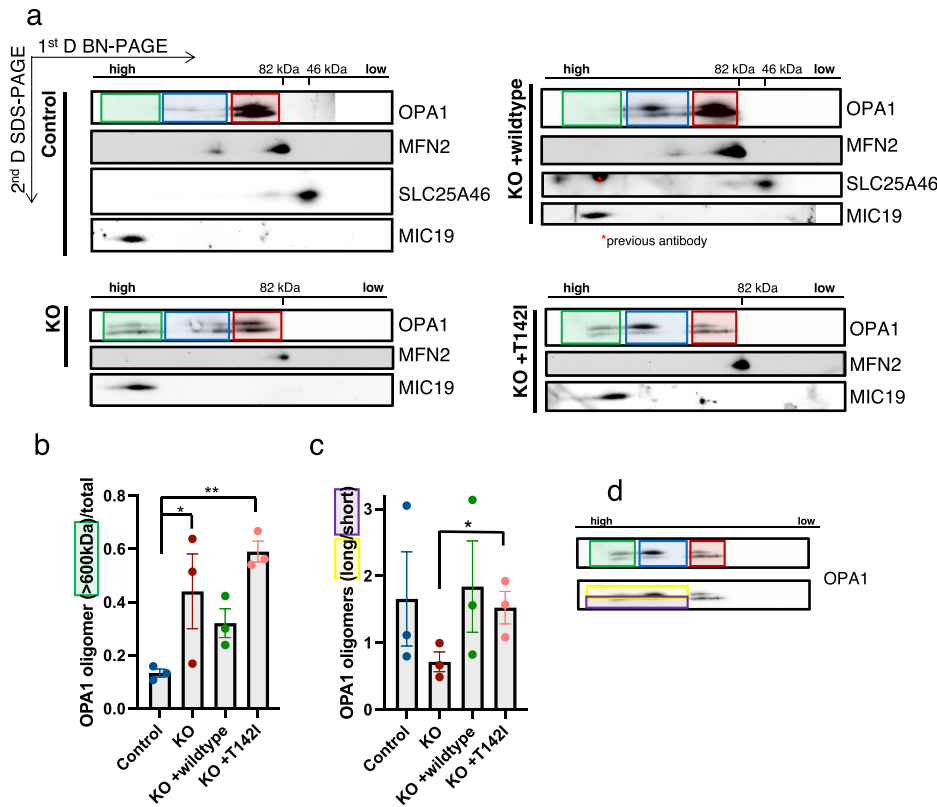 a
1st D BN-PAGE
2nd D SDS-PAGE
Control
high 82 kDa 46 kDa low
OPA1
MFN2
SLC25A46
MIC19
KO +wildtype
high 82 kDa 46 kDa low
OPA1
MFN2
*
SLC25A46
MIC19
*previous antibody
KO
high 82 kDa low
OPA1
MFN2
MIC19
KO +T142I
high 82 kDa low
OPA1
MFN2
MIC19
b
OPA1 oligomer (>600kDa)/total
0.8
0.6
0.4
0.2
0.0
**
*
Control
KO
KO +wildtype
KO +T142I
c
OPA1 oligomers (long/short)
3
2
1
0
*
Control
KO
KO +wildtype
KO +T142I
d
high low
OPA1